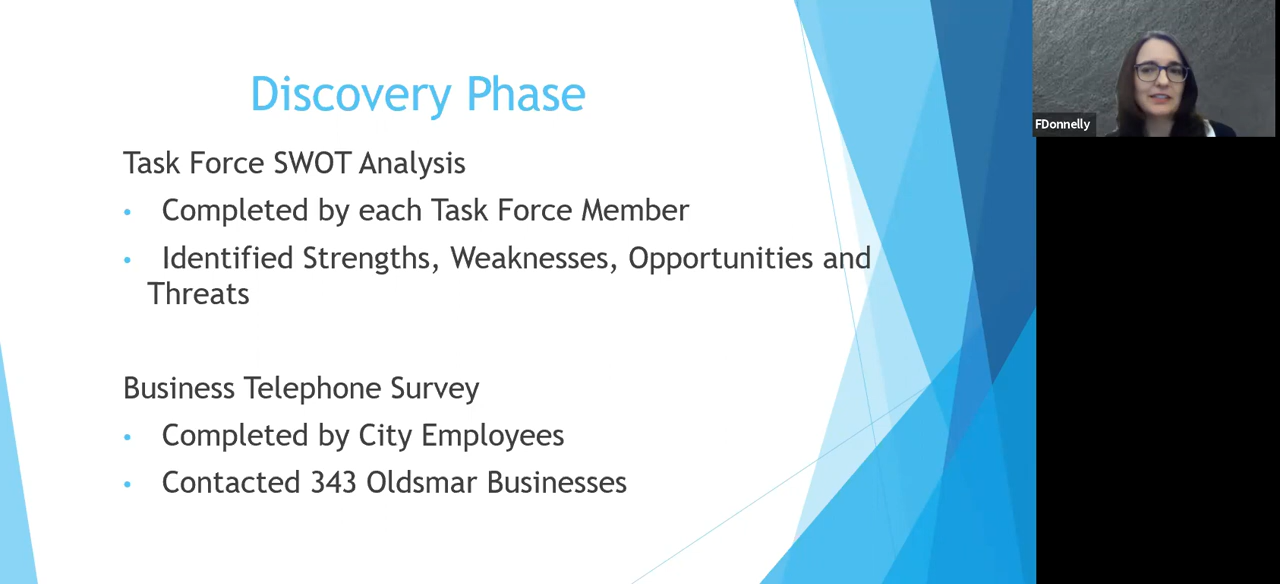 Discovery Phase
Task Force SWOT Analysis
• Completed by each Task Force Member
• Identified Strengths, Weaknesses, Opportunities and
Threats
Business Telephone Survey
• Completed by City Employees
• Contacted 343 Oldsmar Businesses
FDonnelly